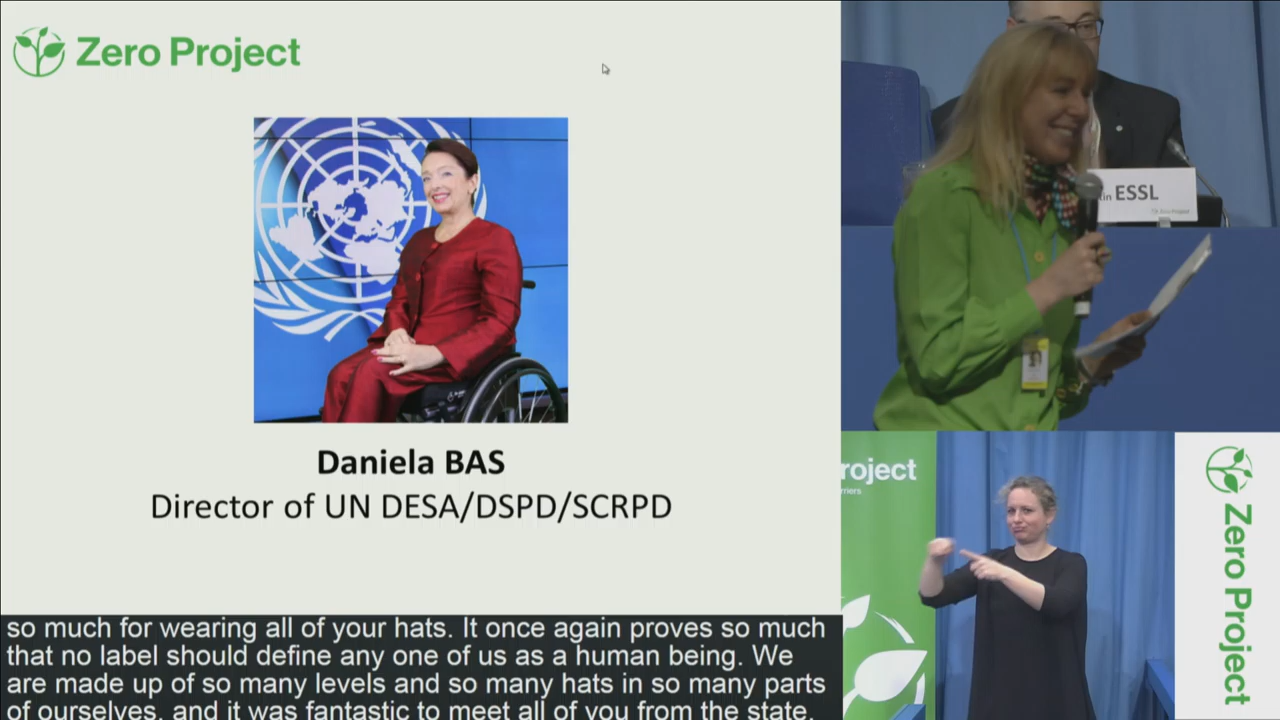 Zero Project
Daniela BAS
Director of UN DESA/DSPD/SCRPD
so much for wearing all of your hats. It once again proves so much
that no label should define any one of us as a human being. We
are made up of so many levels and so many hats in so many parts
of ourselves, and it was fantastic to meet all of you from the state.
in ESSL
roject
rriers
Zero Project